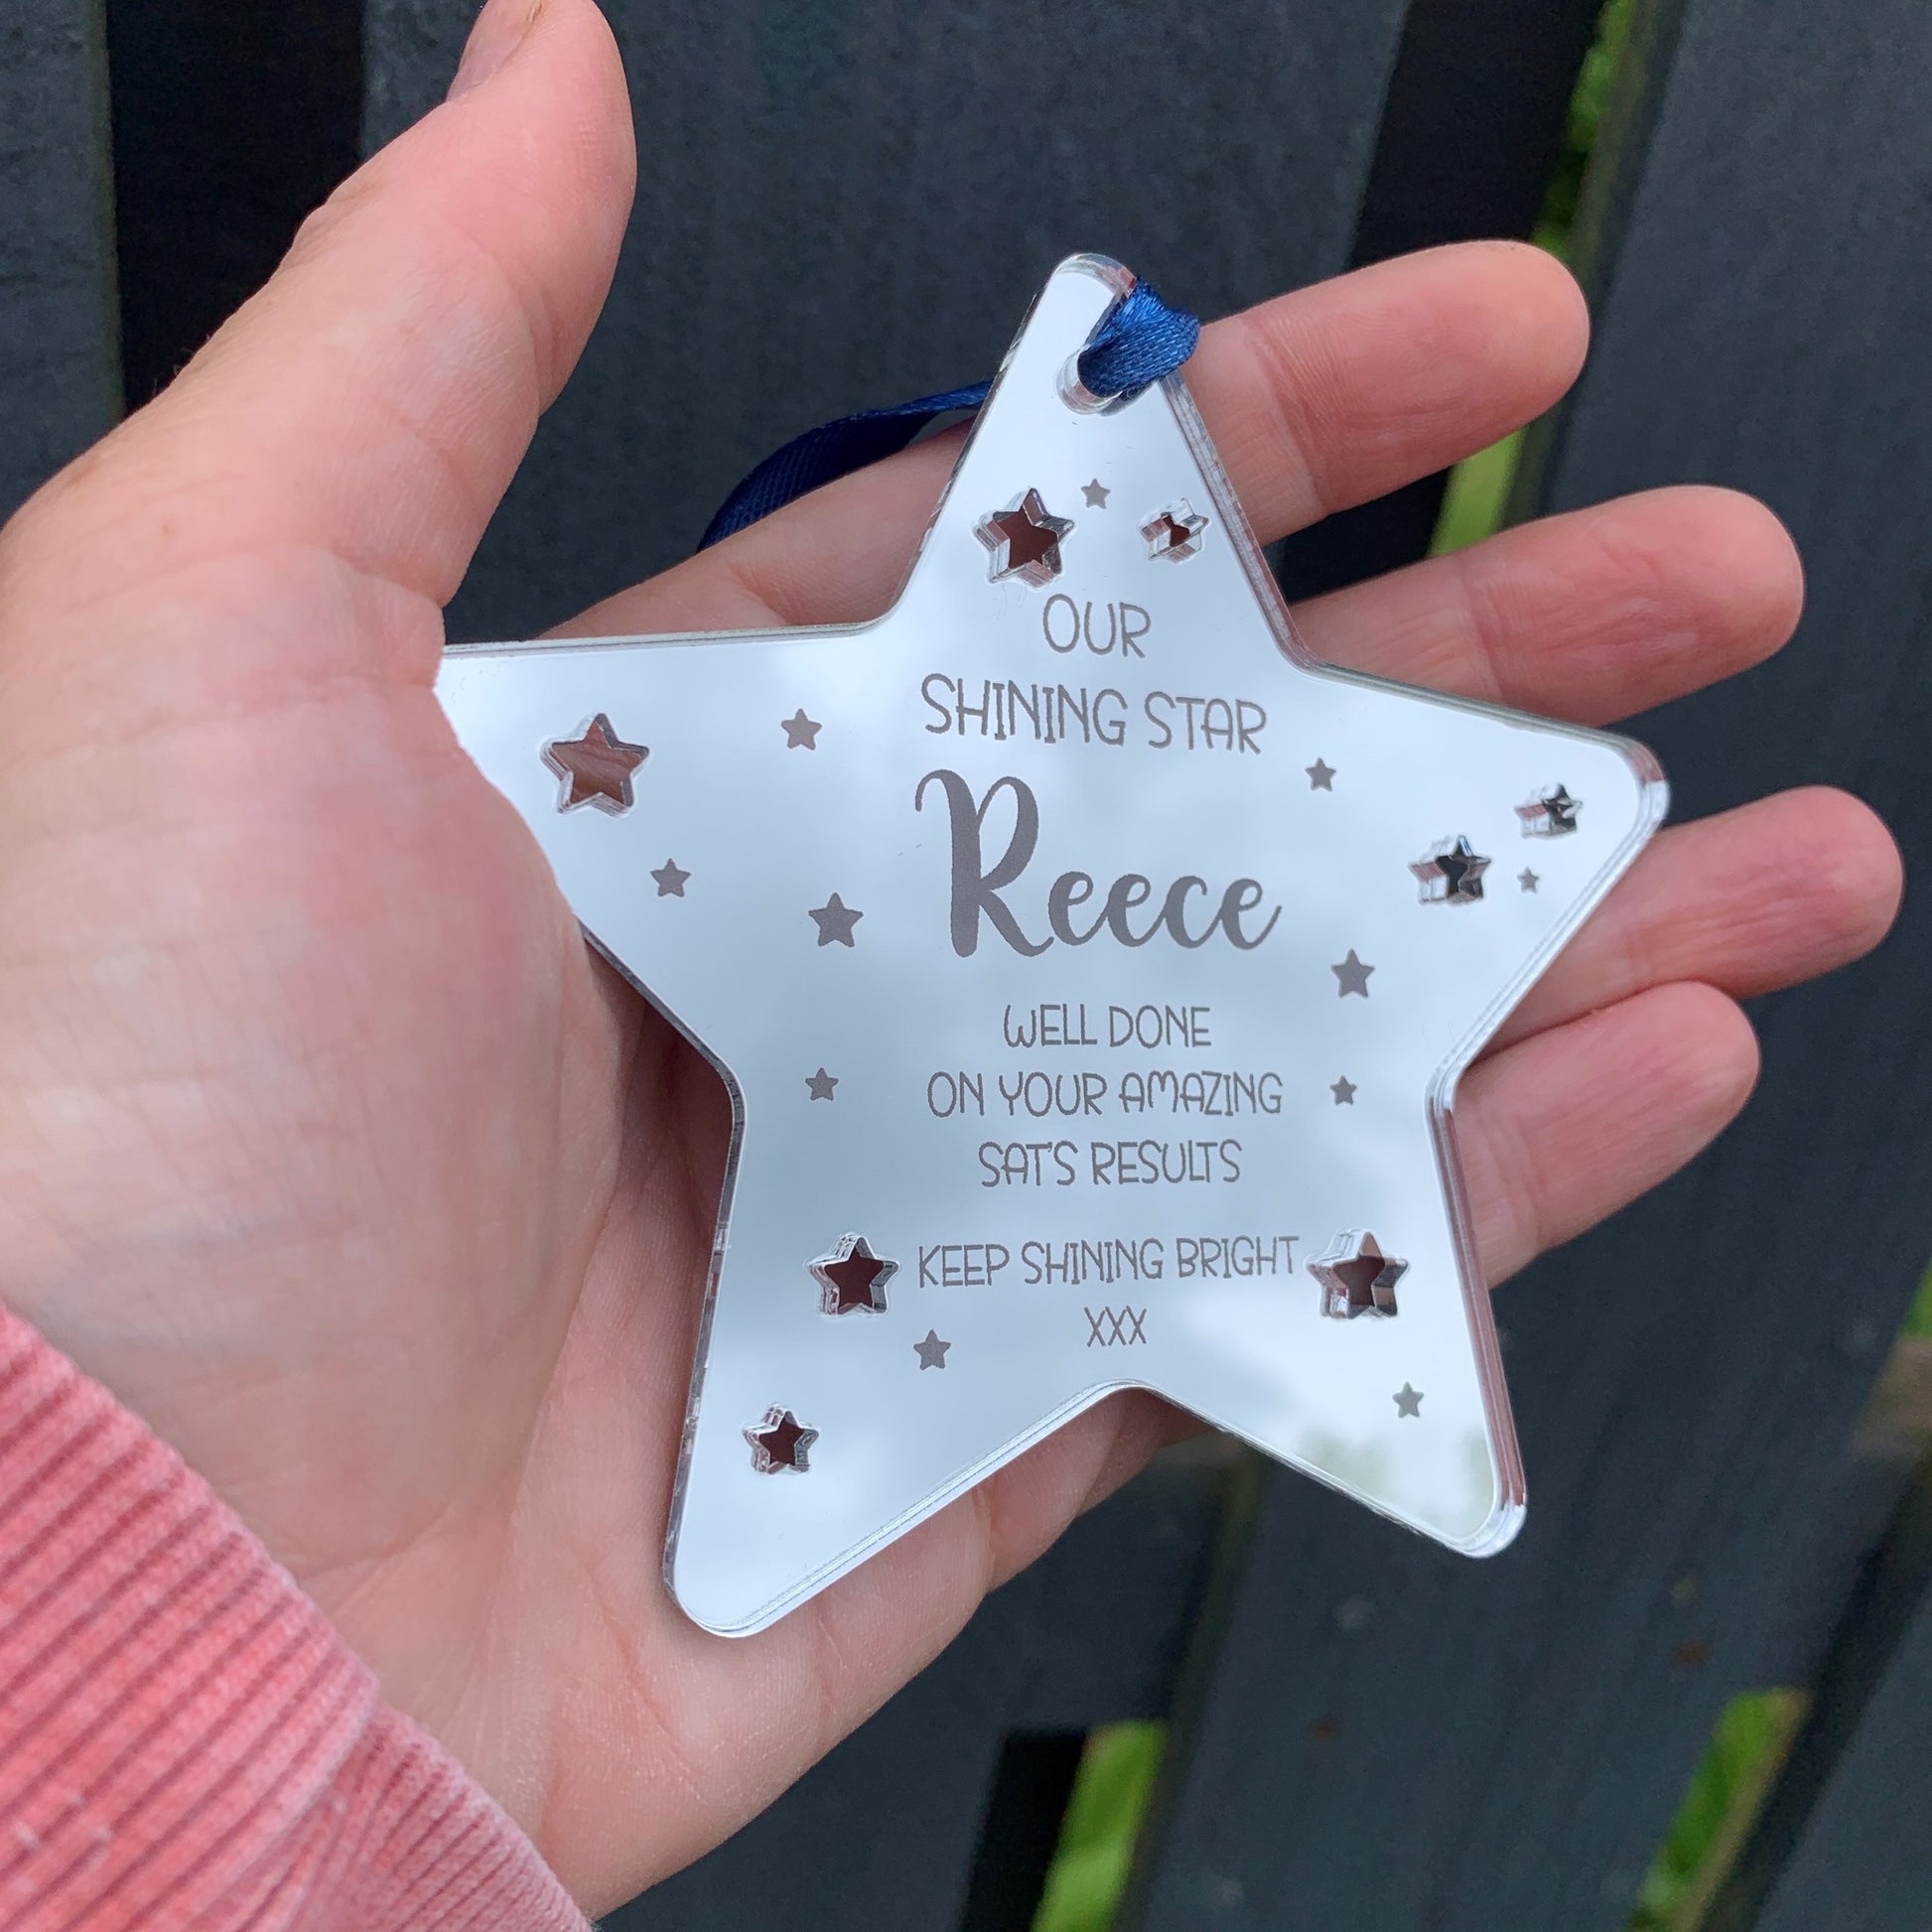 OUR
SHINING STAR
Reece
WELL DONE
ON YOUR AMAZING
SAT'S RESULTS
KEEP SHINING BRIGHT
XXX